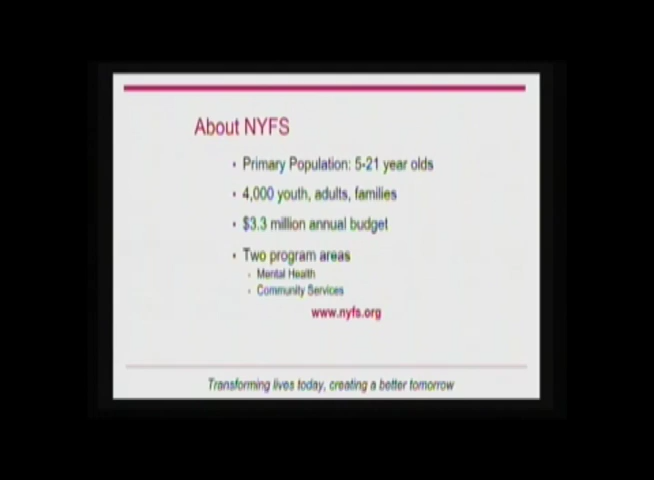 About NYFS
• Primary Population: 5-21 year olds
• 4,000 youth, adults, families
• $3.3 million annual budget
• Two program areas
• Mental Health
• Community Services
www.nyfs.org
Transforming lives today, creating a better tomorrow